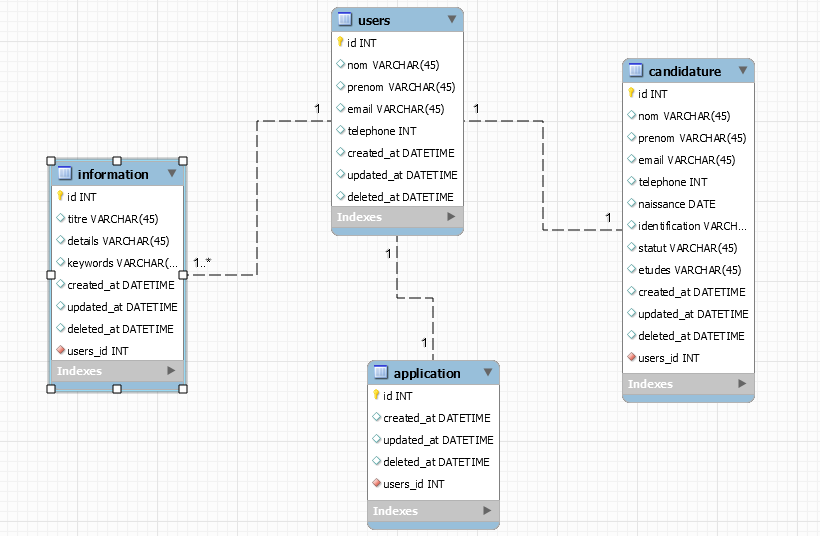 users
id INT
nom VARCHAR(45)
prenom VARCHAR(45)
email VARCHAR(45)
telephone INT
created_at DATETIME
updated_at DATETIME
deleted_at DATETIME
Indexes
1
1
candidature
id INT
nom VARCHAR(45)
prenom VARCHAR(45)
email VARCHAR(45)
telephone INT
naissance DATE
identification VARCH...
statut VARCHAR(45)
etudes VARCHAR(45)
created_at DATETIME
updated_at DATETIME
deleted_at DATETIME
users_id INT
Indexes
1
information
id INT
titre VARCHAR(45)
details VARCHAR(45)
keywords VARCHAR(...
created_at DATETIME
updated_at DATETIME
deleted_at DATETIME
users_id INT
Indexes
1..*
1
1
application
id INT
created_at DATETIME
updated_at DATETIME
deleted_at DATETIME
users_id INT
Indexes